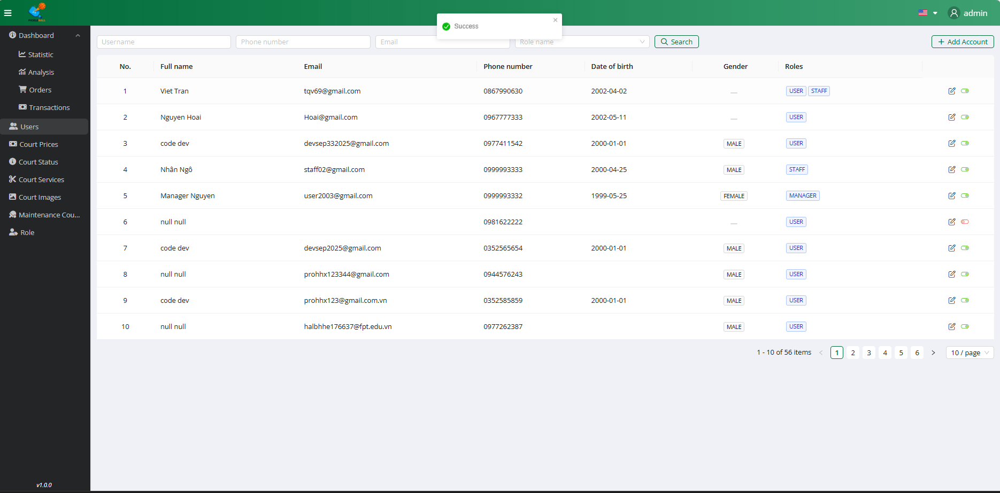 PICKLEBALL
admin
Success
Dashboard
Statistic
Analysis
Orders
Transactions
Users
Court Prices
Court Status
Court Services
Court Images
Maintenance Cou...
Role
v1.0.0
Username Phone number Email Role name Search + Add Account
No. Full name Email Phone number Date of birth Gender Roles
1 Viet Tran tqv69@gmail.com 0867990630 2002-04-02 — USER STAFF
2 Nguyen Hoai Hoai@gmail.com 0967777333 2002-05-11 — USER
3 code dev devsep332025@gmail.com 0977411542 2000-01-01 MALE USER
4 Nhân Ngô staff02@gmail.com 0999993333 2000-04-25 MALE STAFF
5 Manager Nguyen user2003@gmail.com 0999993332 1999-05-25 FEMALE MANAGER
6 null null 0981622222 — USER
7 code dev devsep2025@gmail.com 0352565654 2000-01-01 MALE USER
8 null null prohhx123344@gmail.com 0944576243 MALE USER
9 code dev prohhx123@gmail.com.vn 0352585859 2000-01-01 MALE USER
10 null null halbhhe176637@fpt.edu.vn 0977262387 MALE USER
1 - 10 of 56 items < 1 2 3 4 5 6 > 10 / page